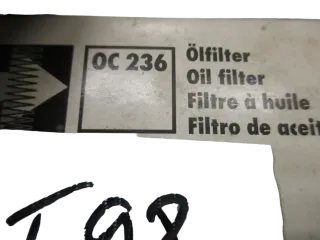 OC 236
Ölfilter
Oil filter
Filtre à huile
Filtro de aceit